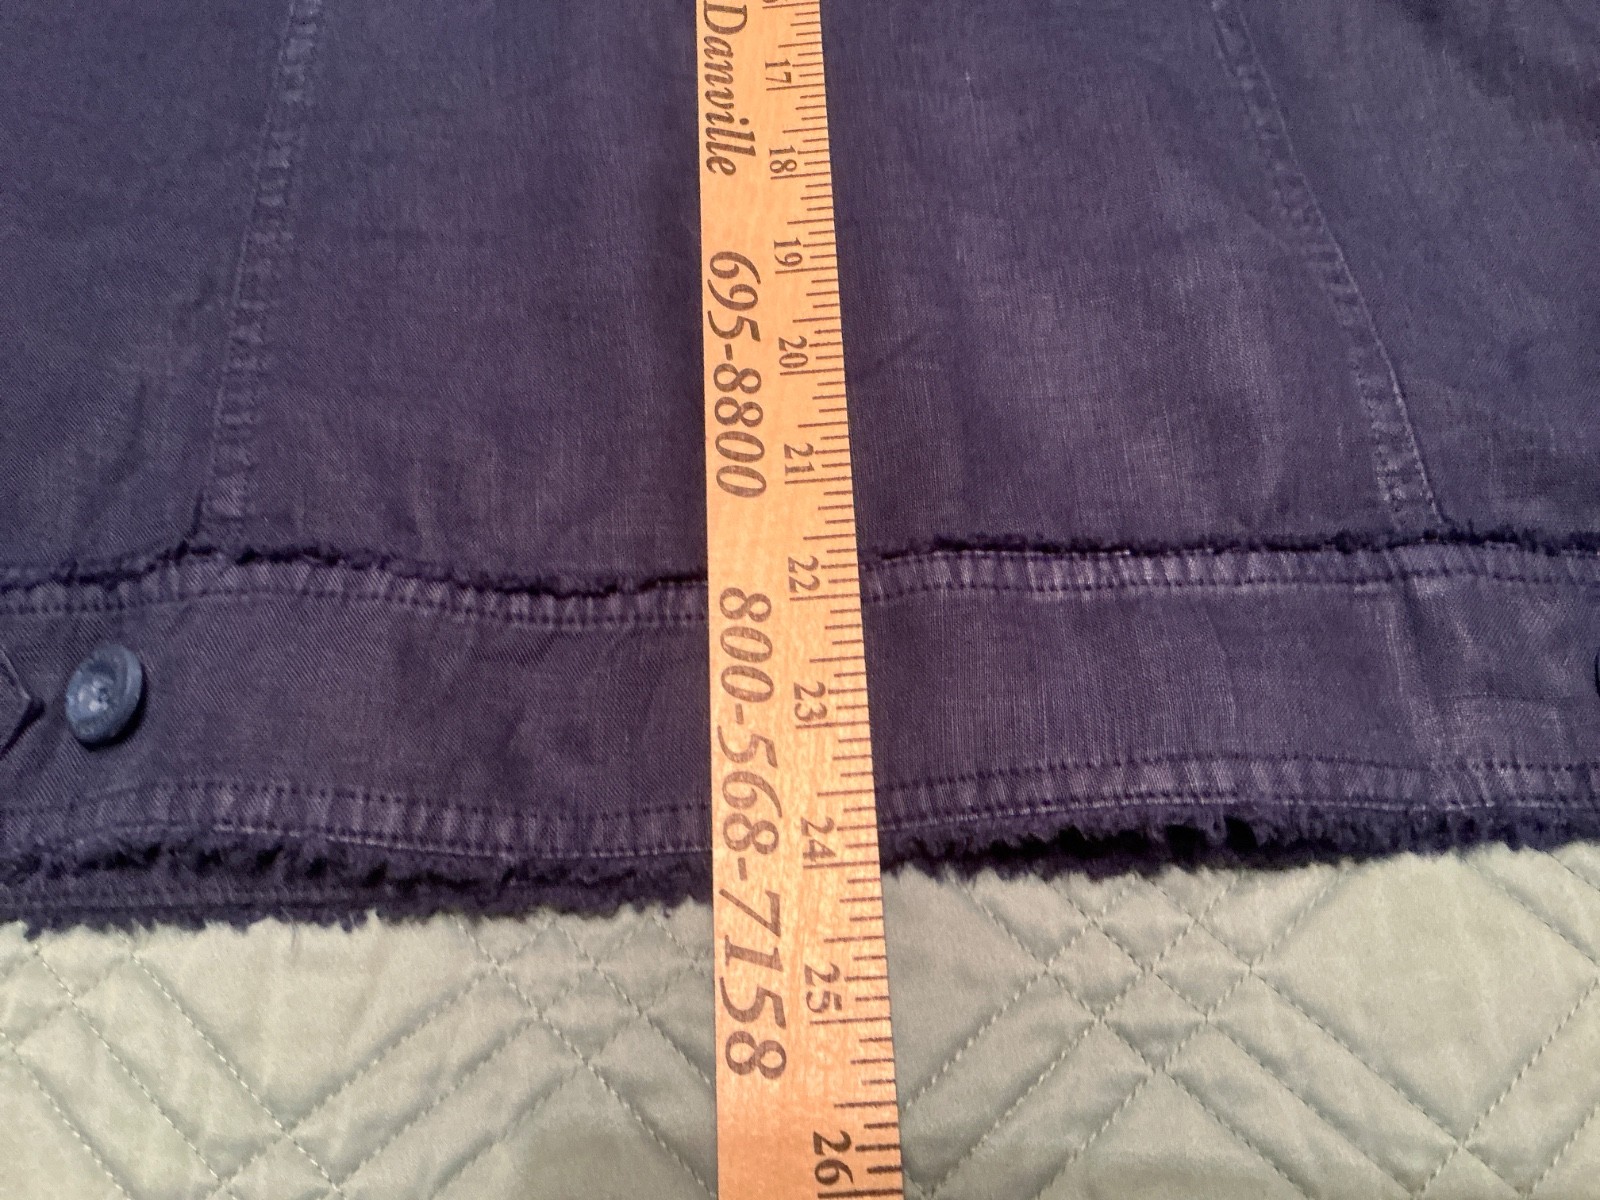 Danville 695-8800 800-568-7158
17 18 19 20 21 22 23 24 25 26